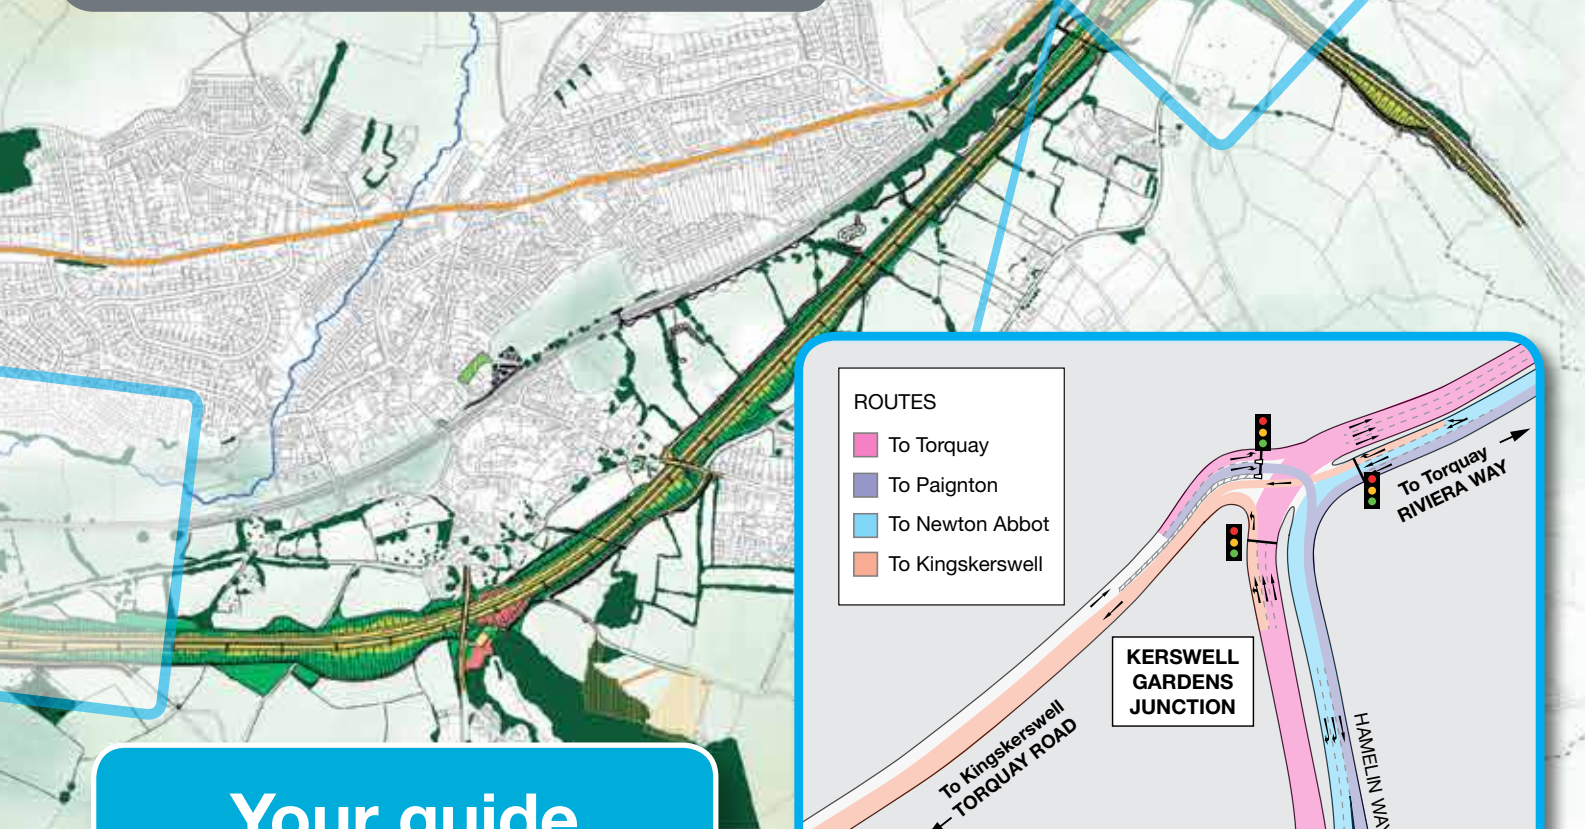 ROUTES
To Torquay
To Paignton
To Newton Abbot
To Kingskerswell
To Torquay
RIVIERA WAY
KERSWELL
GARDENS
JUNCTION
To Kingskerswell
TORQUAY ROAD
HAMELIN WAY
Your guide